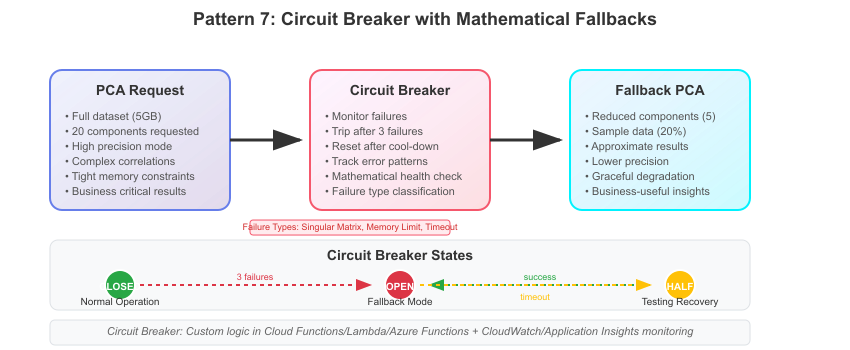 Pattern 7: Circuit Breaker with Mathematical Fallbacks
PCA Request
• Full dataset (5GB)
• 20 components requested
• High precision mode
• Complex correlations
• Tight memory constraints
• Business critical results
Circuit Breaker
• Monitor failures
• Trip after 3 failures
• Reset after cool-down
• Track error patterns
• Mathematical health check
• Failure type classification
Fallback PCA
• Reduced components (5)
• Sample data (20%)
• Approximate results
• Lower precision
• Graceful degradation
• Business-useful insights
Failure Types: Singular Matrix, Memory Limit, Timeout
Circuit Breaker States
LOSE
Normal Operation
3 failures
OPEN
Fallback Mode
success
timeout
HALF
Testing Recovery
Circuit Breaker: Custom logic in Cloud Functions/Lambda/Azure Functions + CloudWatch/Application Insights monitoring